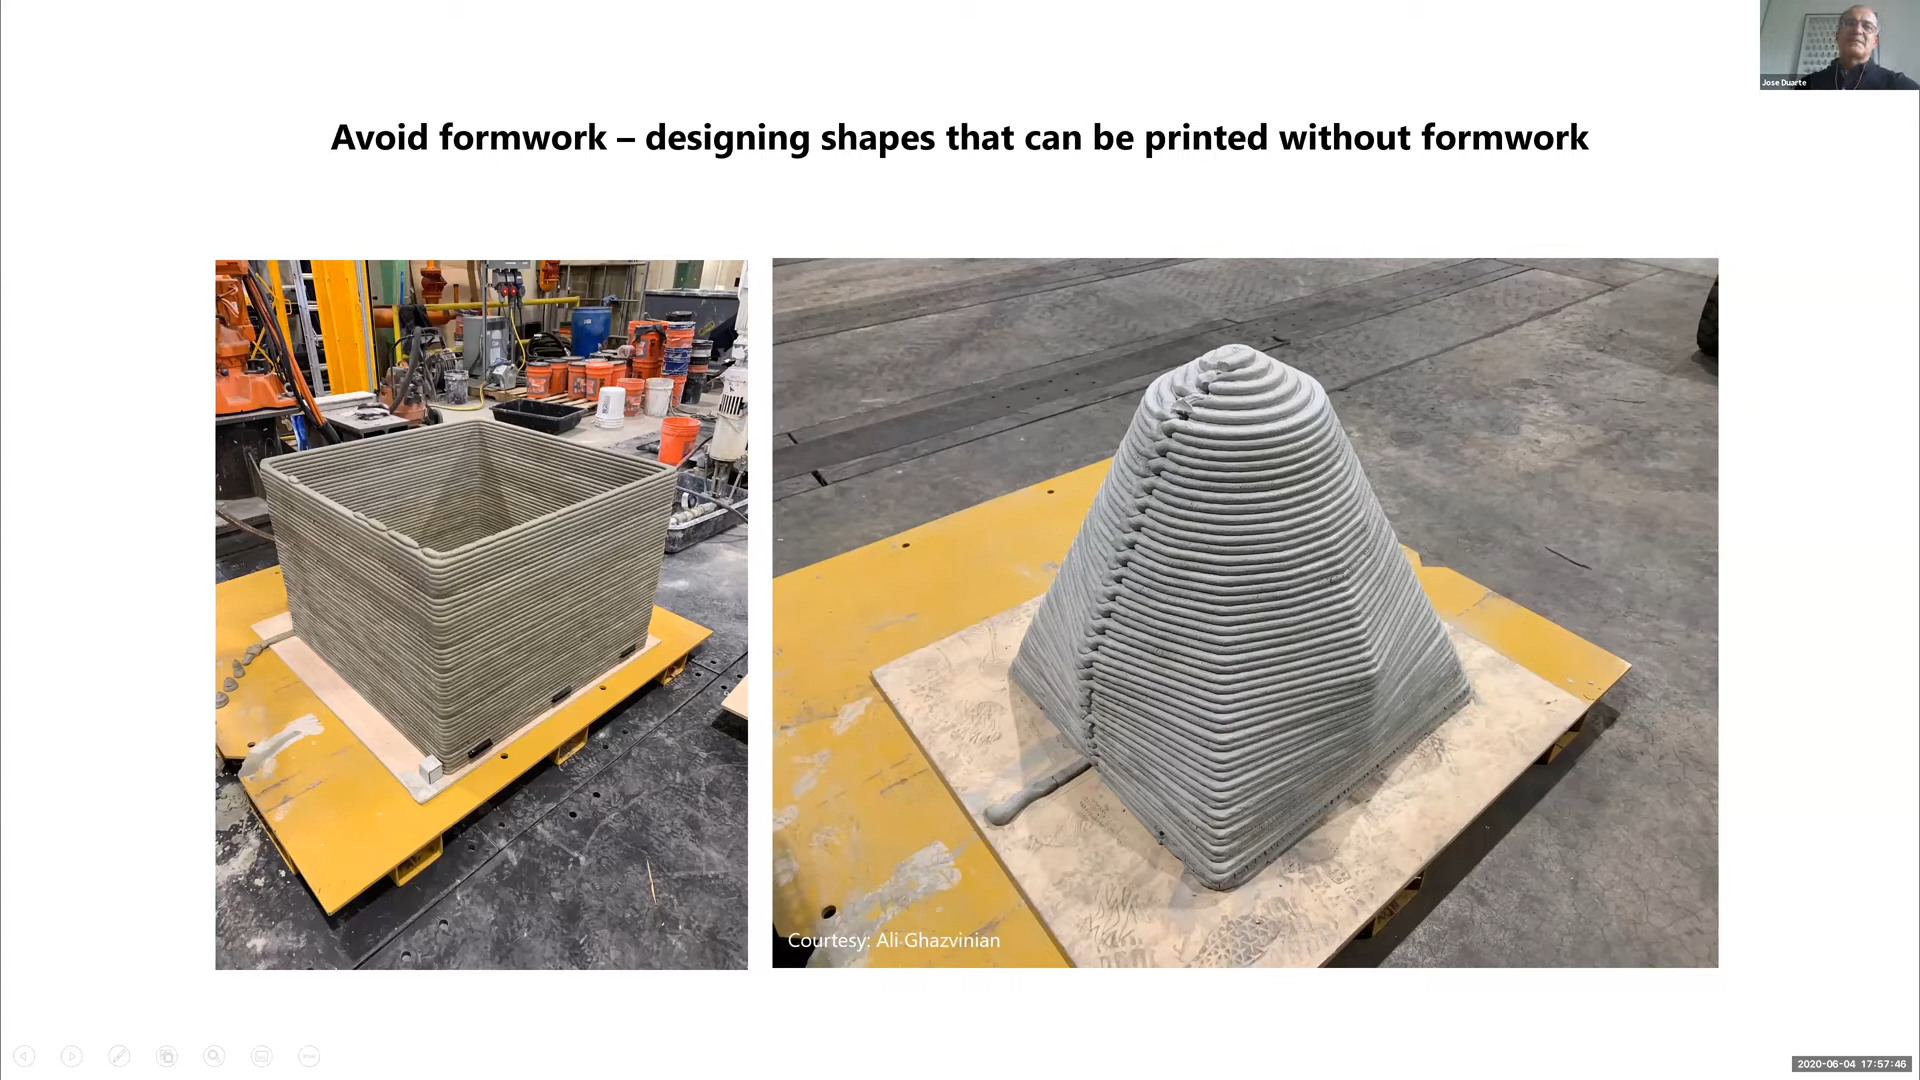 Jose Duarte
Avoid formwork – designing shapes that can be printed without formwork
Courtesy: Ali Ghazvinian
2020-06-04 17:57:46